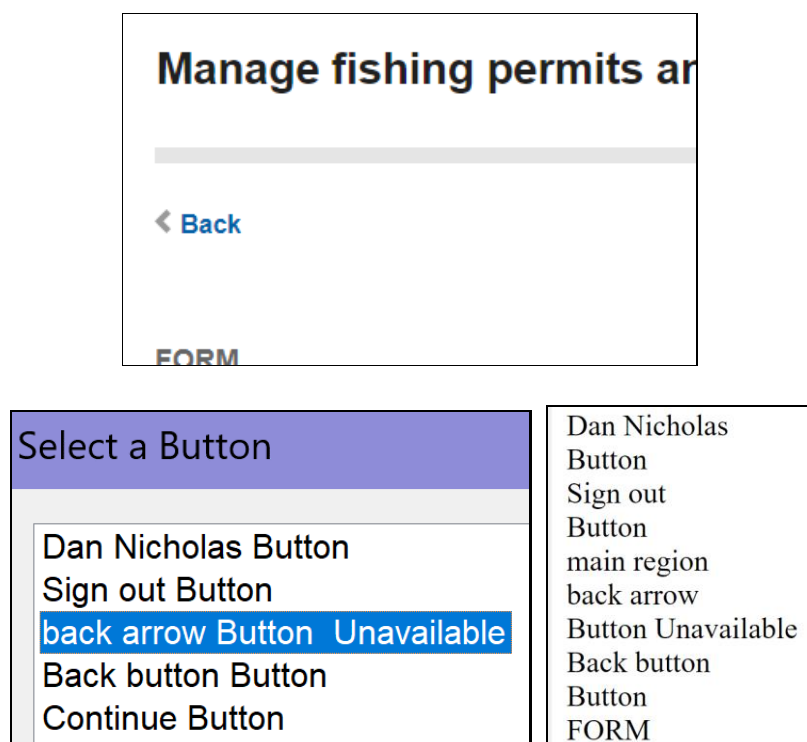 Manage fishing permits ar
Back
FORM
Select a Button
Dan Nicholas Button
Sign out Button
back arrow Button  Unavailable
Back button Button
Continue Button
Dan Nicholas
Button
Sign out
Button
main region
back arrow
Button Unavailable
Back button
Button
FORM